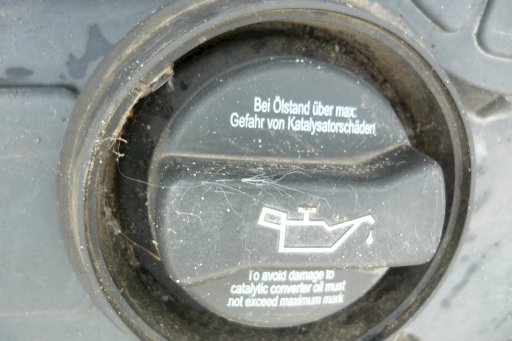 Bei Ölstand über max:
Gefahr von Katalysatorschäden
To avoid damage to
catalytic converter oil must
not exceed maximum mark